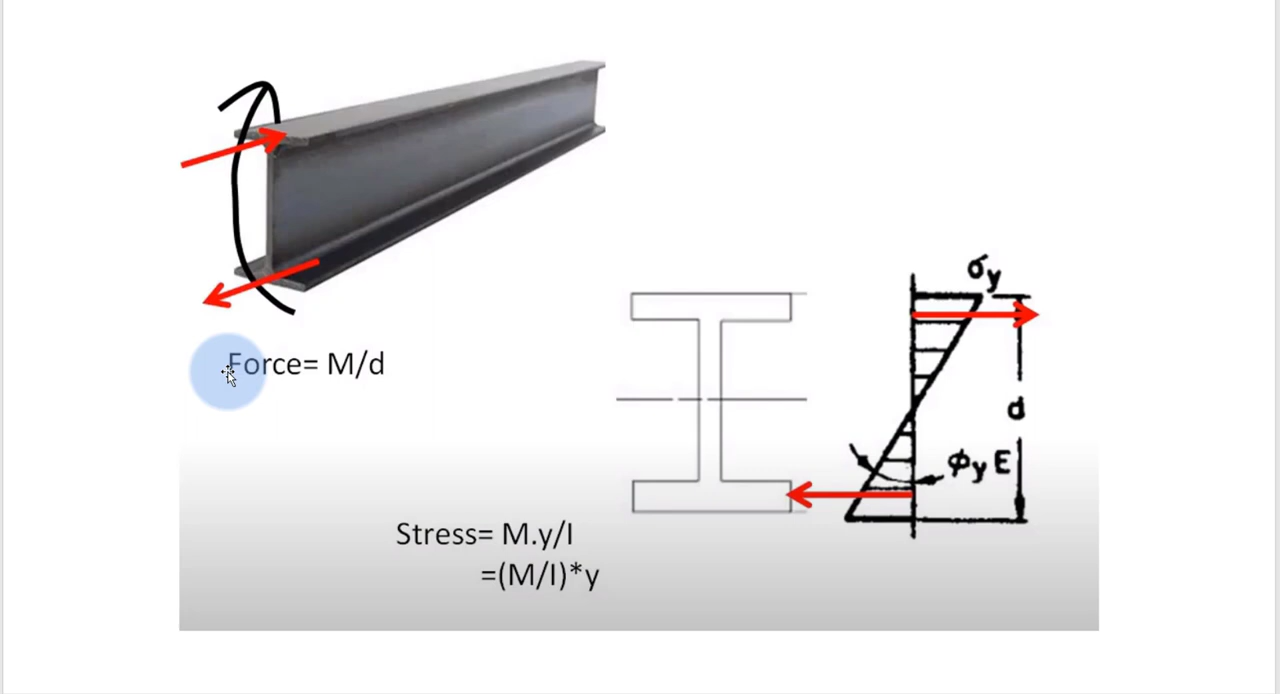 Force= M/d
σy
d
ϕy E
Stress= M.y/I
=(M/I)*y